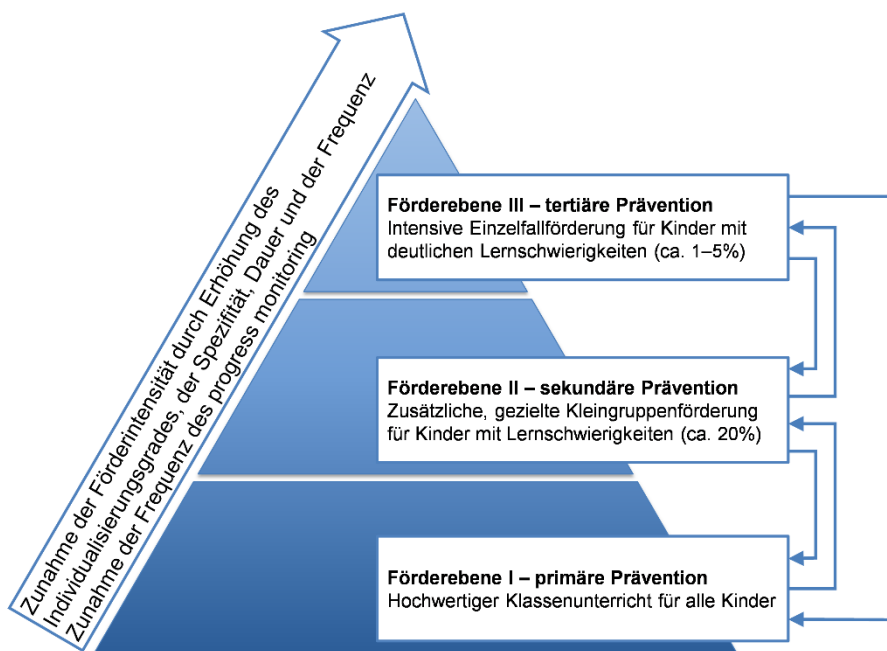 Zunahme der Förderintensität durch Erhöhung des
Individualisierungsgrades, der Spezifität, Dauer und der Frequenz
Zunahme der Frequenz des progress monitoring
Förderebene III – tertiäre Prävention
Intensive Einzelfallförderung für Kinder mit
deutlichen Lernschwierigkeiten (ca. 1–5%)
Förderebene II – sekundäre Prävention
Zusätzliche, gezielte Kleingruppenförderung
für Kinder mit Lernschwierigkeiten (ca. 20%)
Förderebene I – primäre Prävention
Hochwertiger Klassenunterricht für alle Kinder